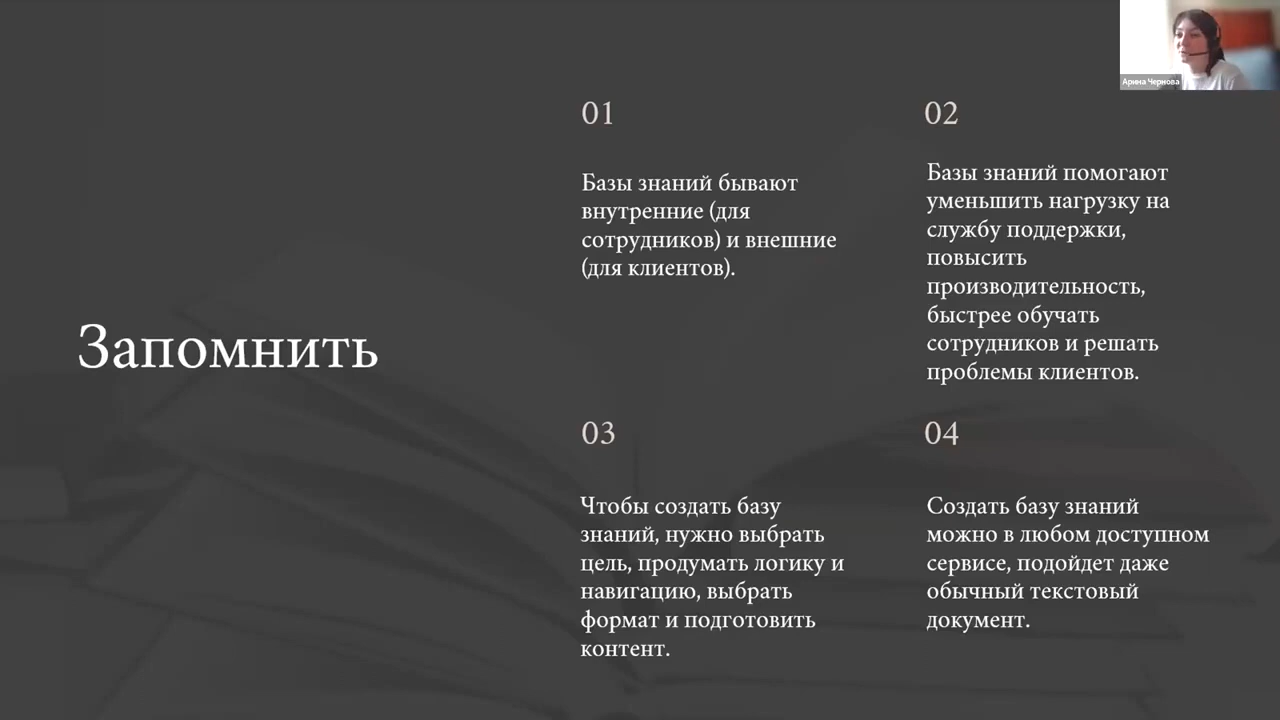 Арина Чернова
Запомнить
01
Базы знаний бывают
внутренние (для
сотрудников) и внешние
(для клиентов).
02
Базы знаний помогают
уменьшить нагрузку на
службу поддержки,
повысить
производительность,
быстрее обучать
сотрудников и решать
проблемы клиентов.
03
Чтобы создать базу
знаний, нужно выбрать
цель, продумать логику и
навигацию, выбрать
формат и подготовить
контент.
04
Создать базу знаний
можно в любом доступном
сервисе, подойдет даже
обычный текстовый
документ.